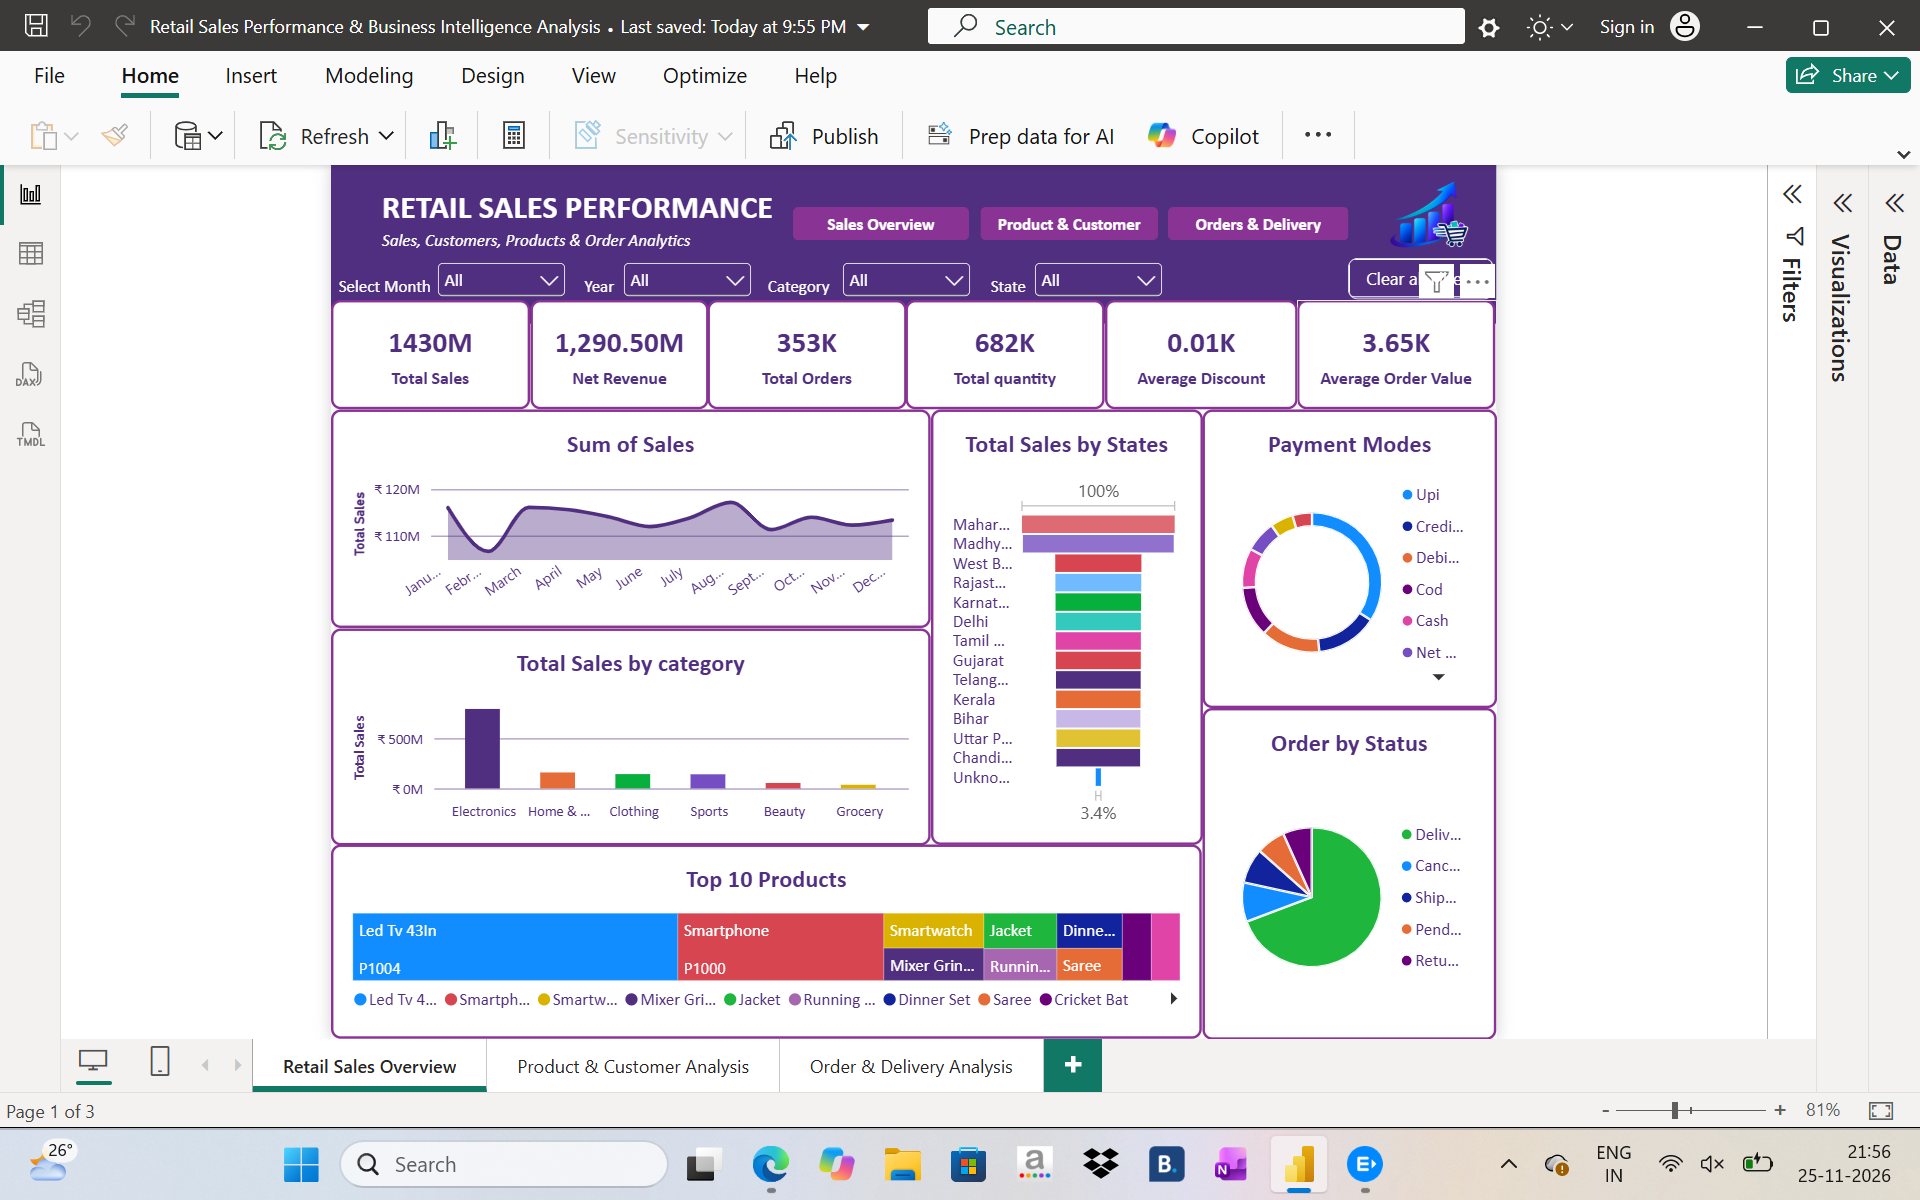 Retail Sales Performance & Business Intelligence Analysis • Last saved: Today at 9:55 PM
Search
Sign in
File Home Insert Modeling Design View Optimize Help
Share
Refresh
Sensitivity
Publish
Prep data for AI
Copilot
DAX
TMDL
RETAIL SALES PERFORMANCE
Sales, Customers, Products & Order Analytics
Sales Overview
Product & Customer
Orders & Delivery
Select Month All
Year All
Category All
State All
Clear a
1430M
Total Sales
1,290.50M
Net Revenue
353K
Total Orders
682K
Total quantity
0.01K
Average Discount
3.65K
Average Order Value
Sum of Sales
Total Sales
₹ 120M
₹ 110M
Janu... Febr... March April May June July Aug... Sept... Oct... Nov... Dec...
Total Sales by category
Total Sales
₹ 500M
₹ 0M
Electronics Home & ... Clothing Sports Beauty Grocery
Total Sales by States
100%
Mahar...
Madhy...
West B...
Rajast...
Karnat...
Delhi
Tamil ...
Gujarat
Telang...
Kerala
Bihar
Uttar P...
Chandi...
Unkno...
3.4%
Payment Modes
Upi
Credi...
Debi...
Cod
Cash
Net ...
Order by Status
Deliv...
Canc...
Ship...
Pend...
Retu...
Top 10 Products
Led Tv 43In
P1004
Smartphone
P1000
Smartwatch
Mixer Grin...
Jacket
Runnin...
Dinne...
Saree
Led Tv 4... Smartph... Smartw... Mixer Gri... Jacket Running ... Dinner Set Saree Cricket Bat
Filters
Visualizations
Data
Retail Sales Overview
Product & Customer Analysis
Order & Delivery Analysis
+
Page 1 of 3
- + 81%
26°
Search
ENG
IN
21:56
25-11-2026